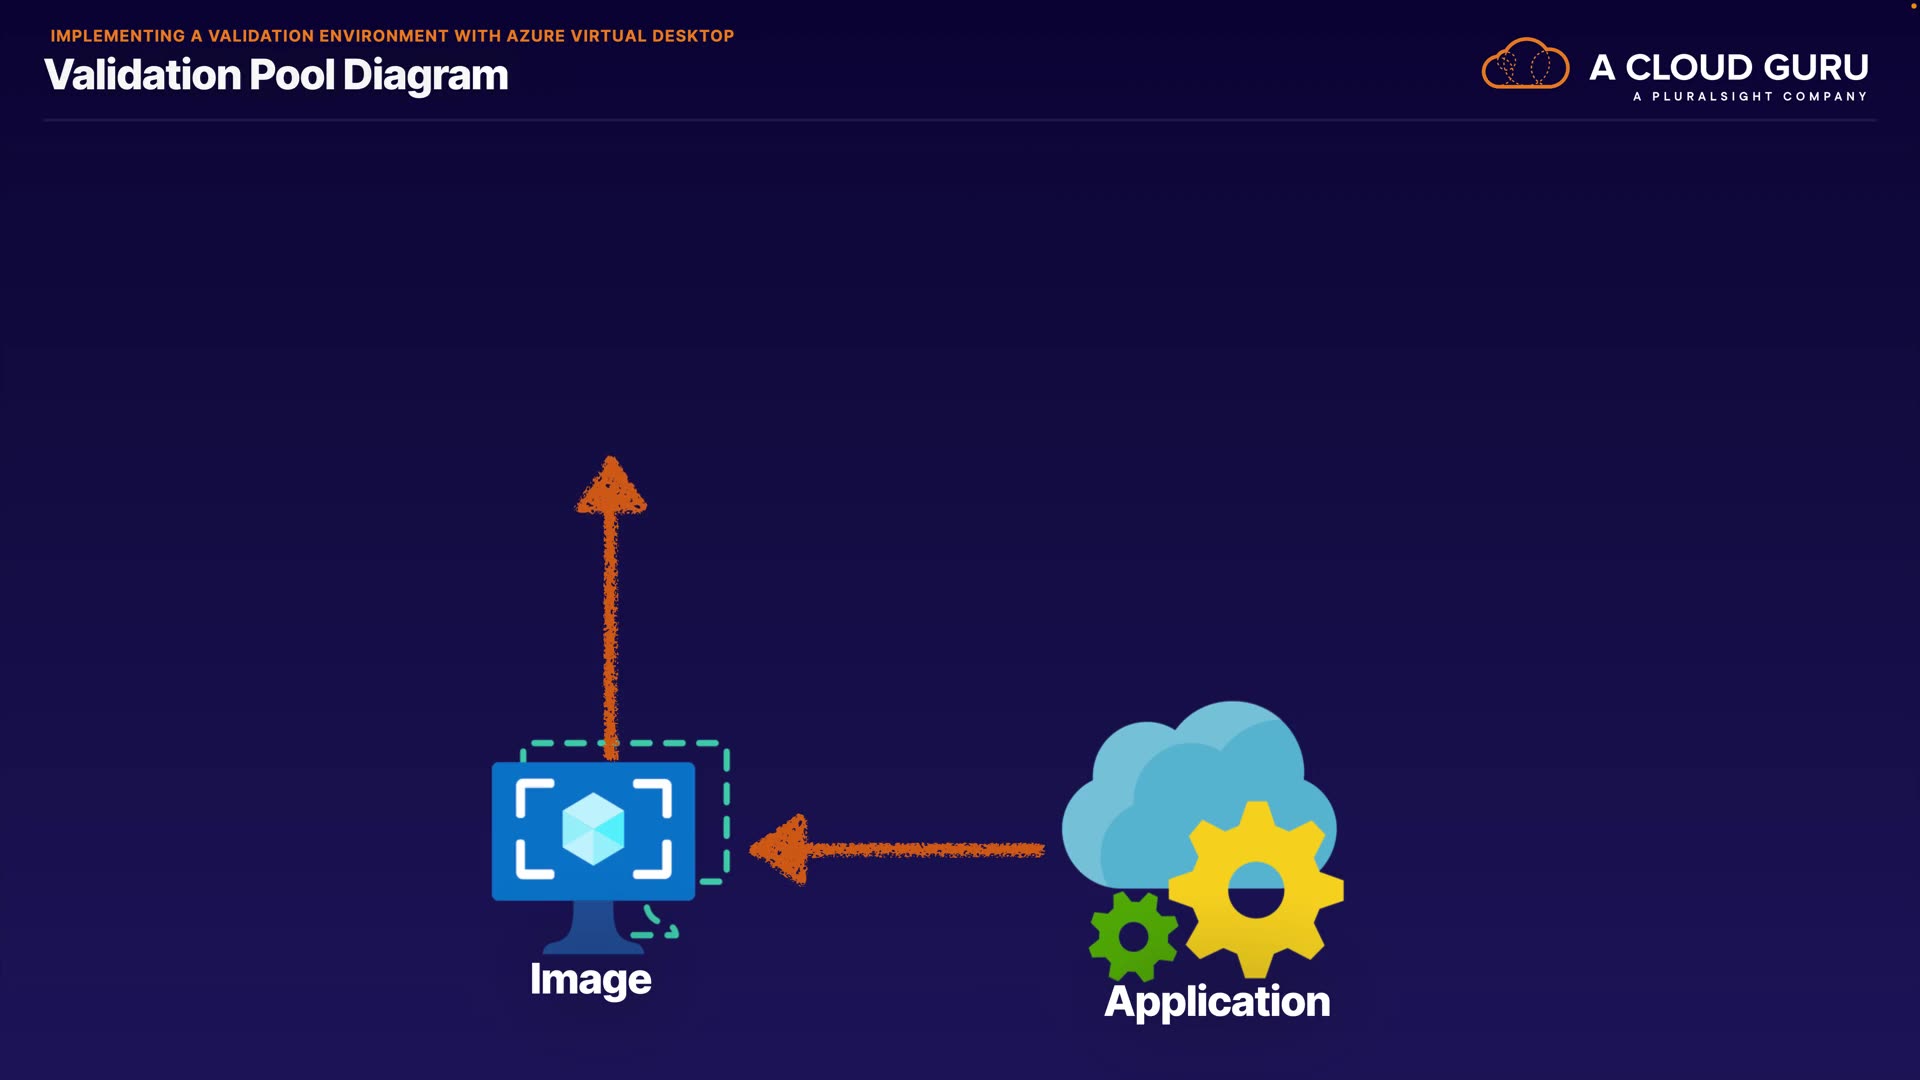 IMPLEMENTING A VALIDATION ENVIRONMENT WITH AZURE VIRTUAL DESKTOP
Validation Pool Diagram
A CLOUD GURU
A PLURALSIGHT COMPANY
Image
Application